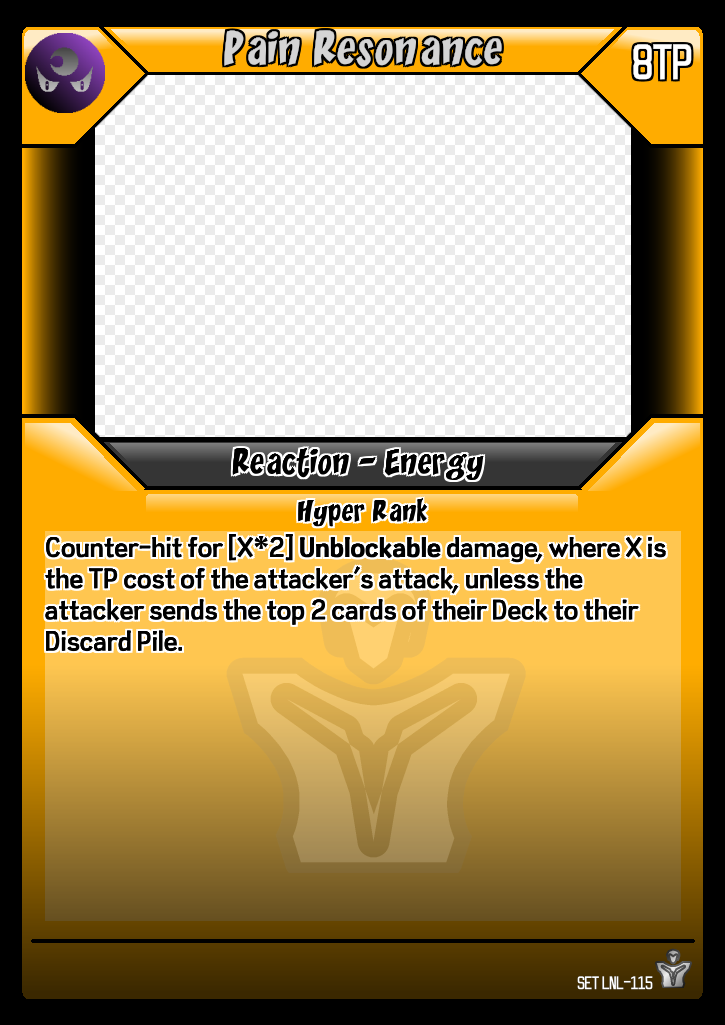 Pain Resonance
8TP
Reaction - Energy
Hyper Rank
Counter-hit for [X*2] Unblockable damage, where X is
the TP cost of the attacker's attack, unless the
attacker sends the top 2 cards of their Deck to their
Discard Pile.
SET LNL-115